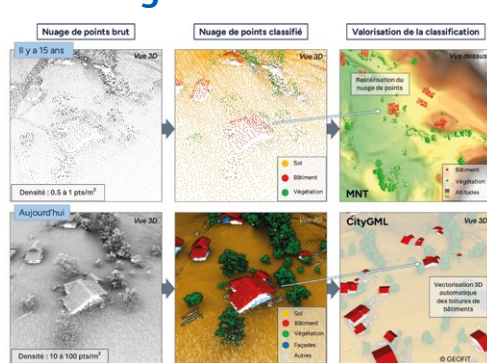 Nuage de points brut
Nuage de points classifié
Valorisation de la classification
Il y a 15 ans
Vue 3D
Vue 3D
Vue dessus
Rastérisation du
nuage de points
Sol
Bâtiment
Végétation
Bâtiment
Végétation
Altitudes
MNT
Densité : 0.5 à 1 pts/m²
Aujourd'hui
Vue 3D
Vue 3D
CityGML
Vue 3D
Vectorisation 3D
automatique
des toitures de
bâtiments
Sol
Bâtiment
Végétation
Façades
Autres
Densité : 10 à 100 pts/m²
© GEOFIT